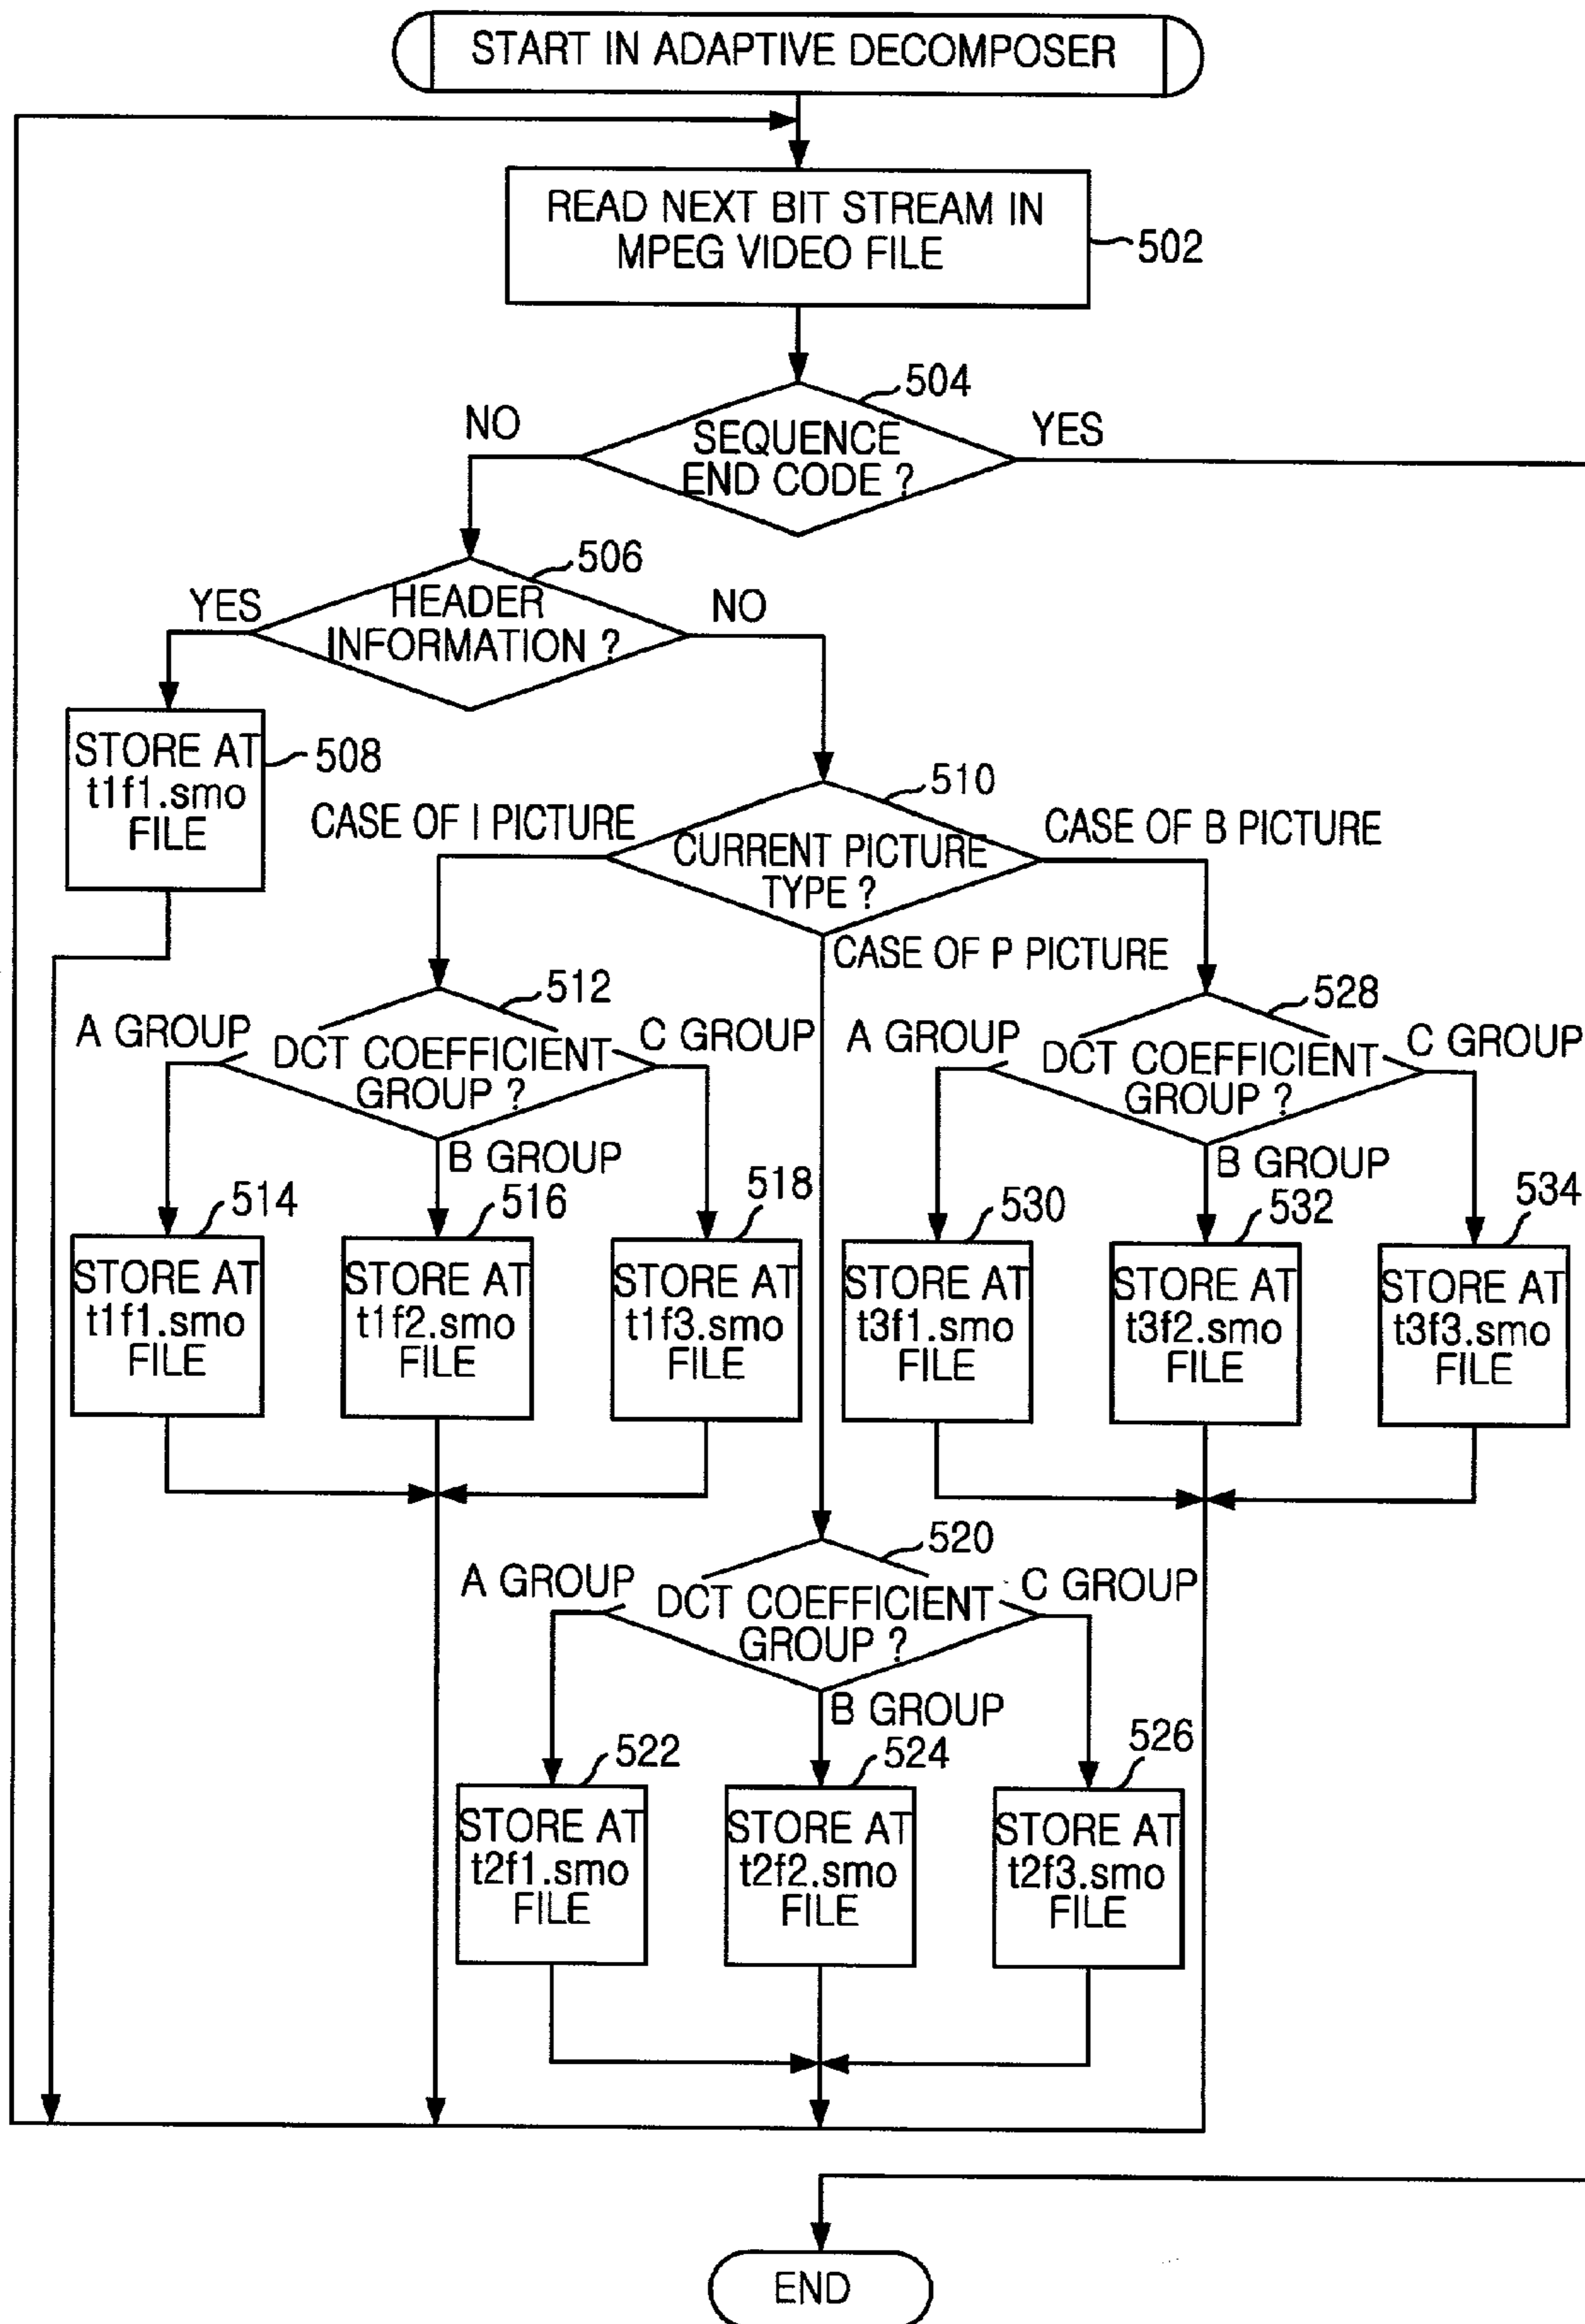 START IN ADAPTIVE DECOMPOSER
READ NEXT BIT STREAM IN
MPEG VIDEO FILE
502
504
NO
SEQUENCE
END CODE ?
YES
506
YES
HEADER
INFORMATION ?
NO
STORE AT
t1f1.smo
FILE
508
510
CASE OF I PICTURE
CURRENT PICTURE
TYPE ?
CASE OF B PICTURE
CASE OF P PICTURE
512
A GROUP
DCT COEFFICIENT
GROUP ?
C GROUP
B GROUP
528
A GROUP
DCT COEFFICIENT
GROUP ?
C GROUP
B GROUP
514
STORE AT
t1f1.smo
FILE
516
STORE AT
t1f2.smo
FILE
518
STORE AT
t1f3.smo
FILE
530
STORE AT
t3f1.smo
FILE
532
STORE AT
t3f2.smo
FILE
534
STORE AT
t3f3.smo
FILE
520
A GROUP
DCT COEFFICIENT
GROUP ?
C GROUP
B GROUP
522
STORE AT
t2f1.smo
FILE
524
STORE AT
t2f2.smo
FILE
526
STORE AT
t2f3.smo
FILE
END